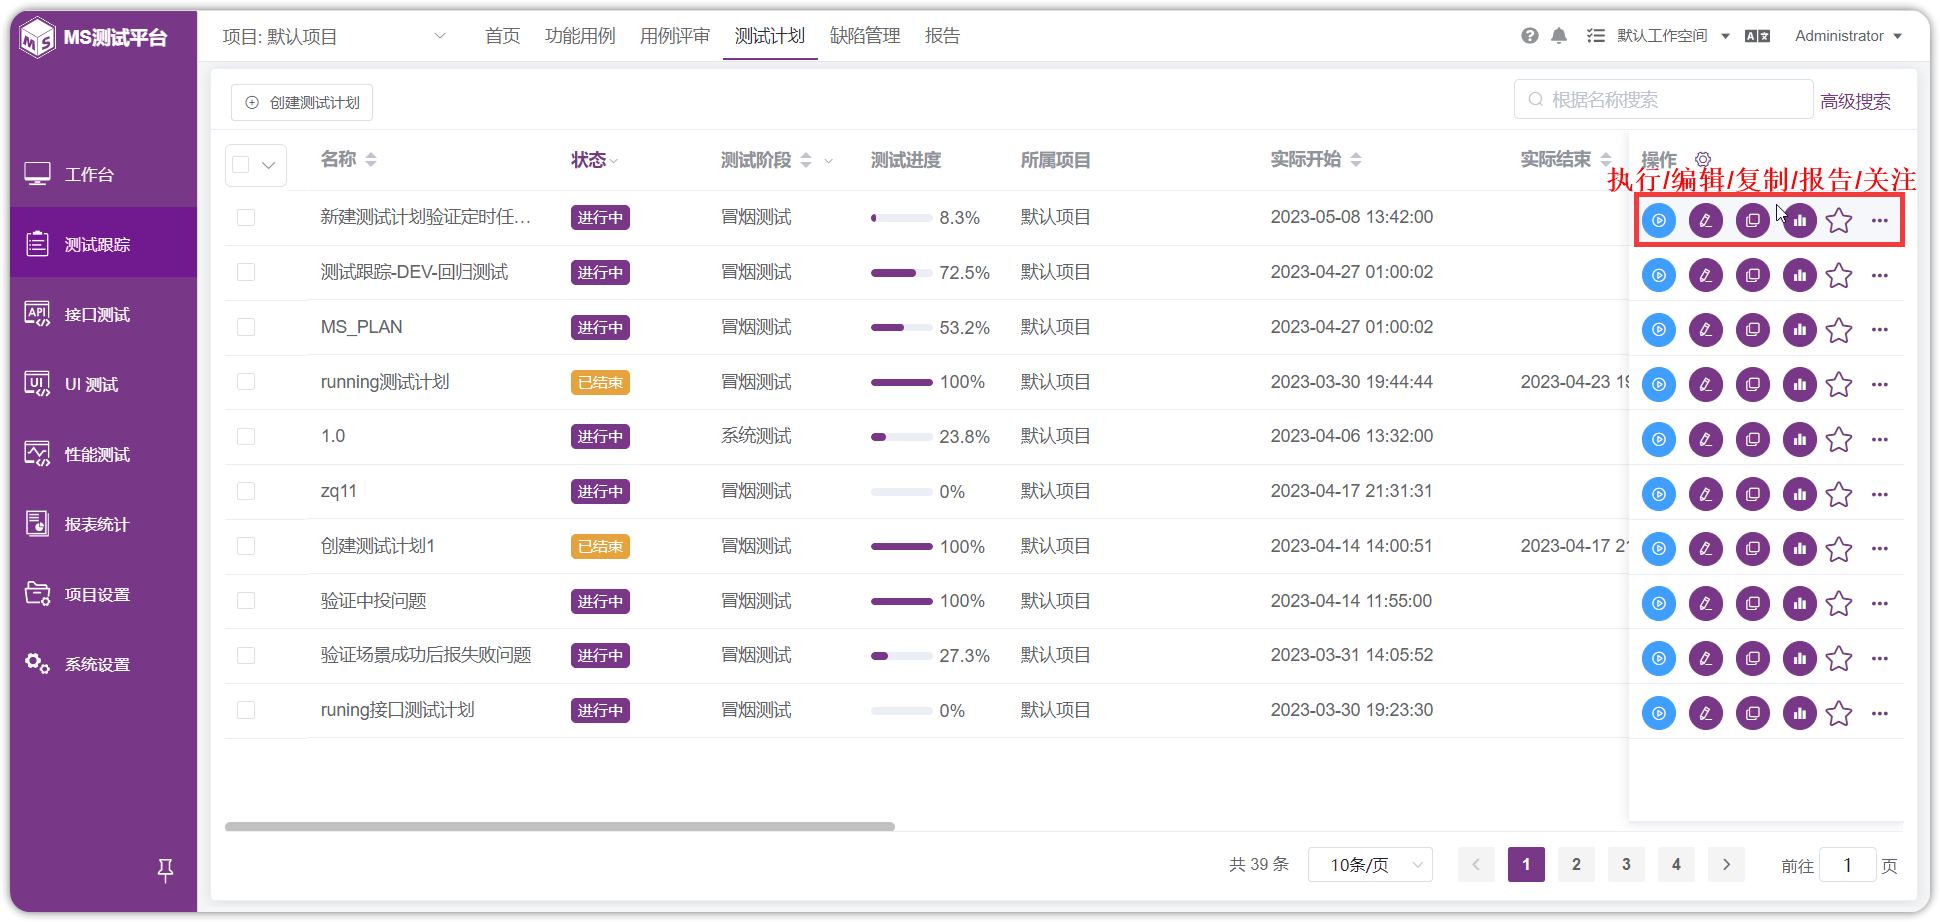 MS测试平台
项目: 默认项目
首页 功能用例 用例评审 测试计划 缺陷管理 报告
默认工作空间
Administrator
工作台
测试跟踪
接口测试
UI 测试
性能测试
报表统计
项目设置
系统设置
创建测试计划
根据名称搜索
高级搜索
名称 状态 测试阶段 测试进度 所属项目 实际开始 实际结束 操作
执行/编辑/复制/报告/关注
新建测试计划验证定时任... 进行中 冒烟测试 8.3% 默认项目 2023-05-08 13:42:00
测试跟踪-DEV-回归测试 进行中 冒烟测试 72.5% 默认项目 2023-04-27 01:00:02
MS_PLAN 进行中 冒烟测试 53.2% 默认项目 2023-04-27 01:00:02
running测试计划 已结束 冒烟测试 100% 默认项目 2023-03-30 19:44:44 2023-04-23 19
1.0 进行中 系统测试 23.8% 默认项目 2023-04-06 13:32:00
zq11 进行中 冒烟测试 0% 默认项目 2023-04-17 21:31:31
创建测试计划1 已结束 冒烟测试 100% 默认项目 2023-04-14 14:00:51 2023-04-17 21
验证中投问题 进行中 冒烟测试 100% 默认项目 2023-04-14 11:55:00
验证场景成功后报失败问题 进行中 冒烟测试 27.3% 默认项目 2023-03-31 14:05:52
runing接口测试计划 进行中 冒烟测试 0% 默认项目 2023-03-30 19:23:30
共 39 条 10条/页 1 2 3 4 前往 1 页